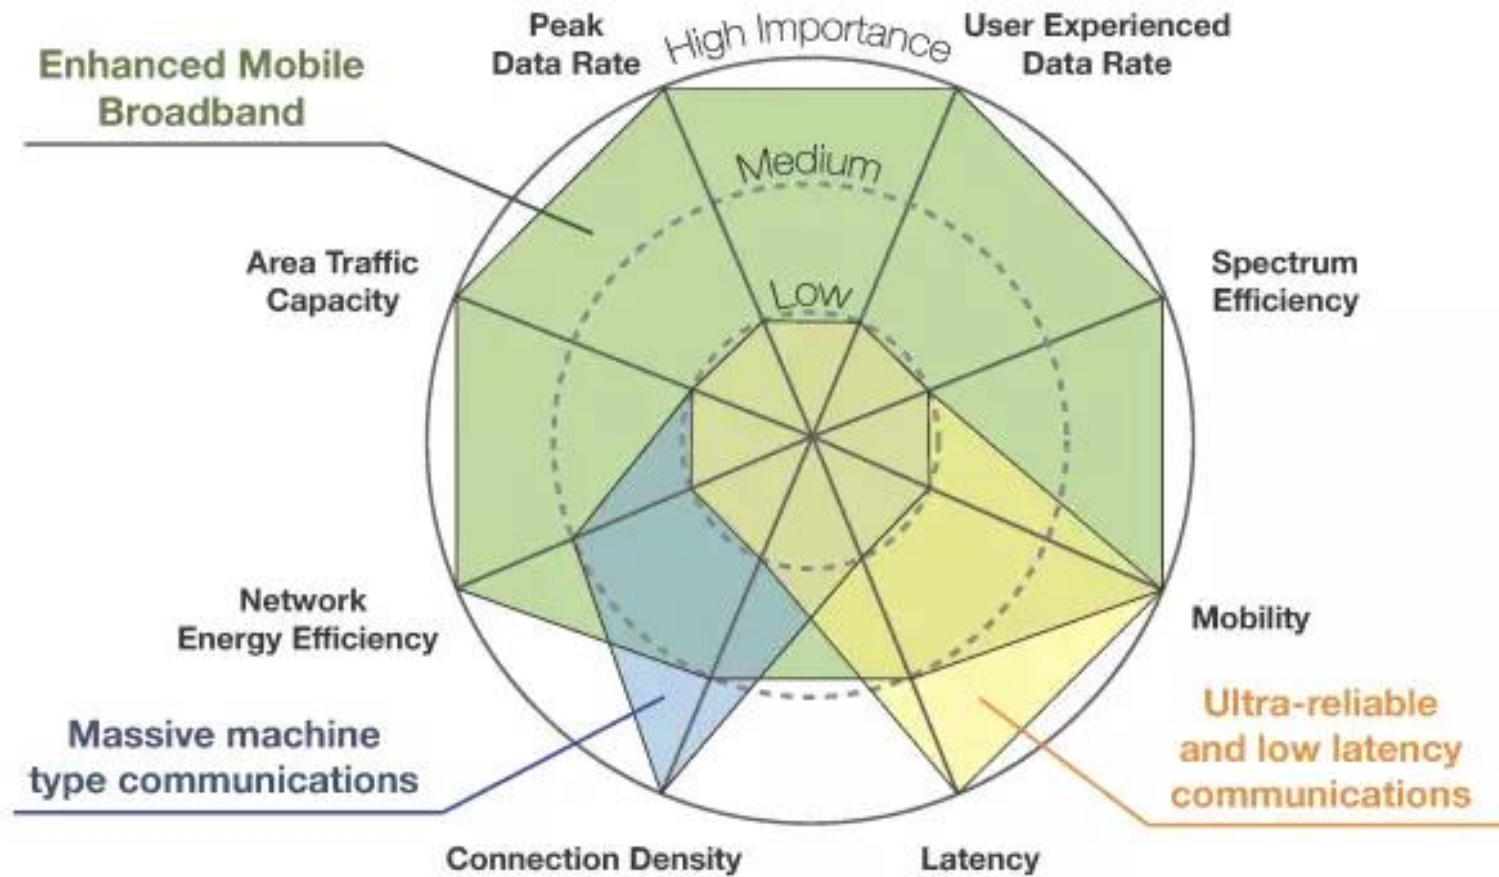 Peak
Data Rate
High Importance
User Experienced
Data Rate
Enhanced Mobile
Broadband
Medium
Area Traffic
Capacity
Low
Spectrum
Efficiency
Network
Energy Efficiency
Mobility
Massive machine
type communications
Ultra-reliable
and low latency
communications
Connection Density
Latency